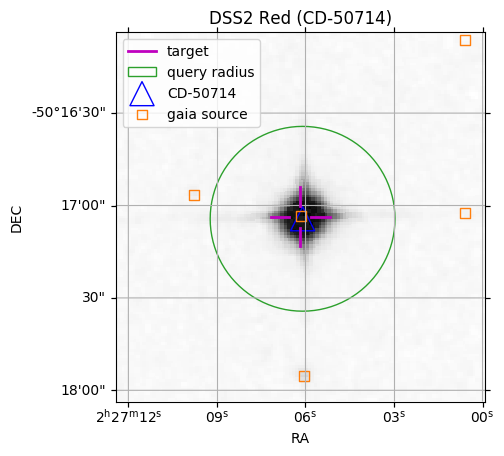 DSS2 Red (CD-50714)
target
query radius
CD-50714
gaia source
DEC
-50°16'30"
17'00"
30"
18'00"
2ʰ27ᵐ12ˢ 09ˢ 06ˢ 03ˢ 00ˢ
RA